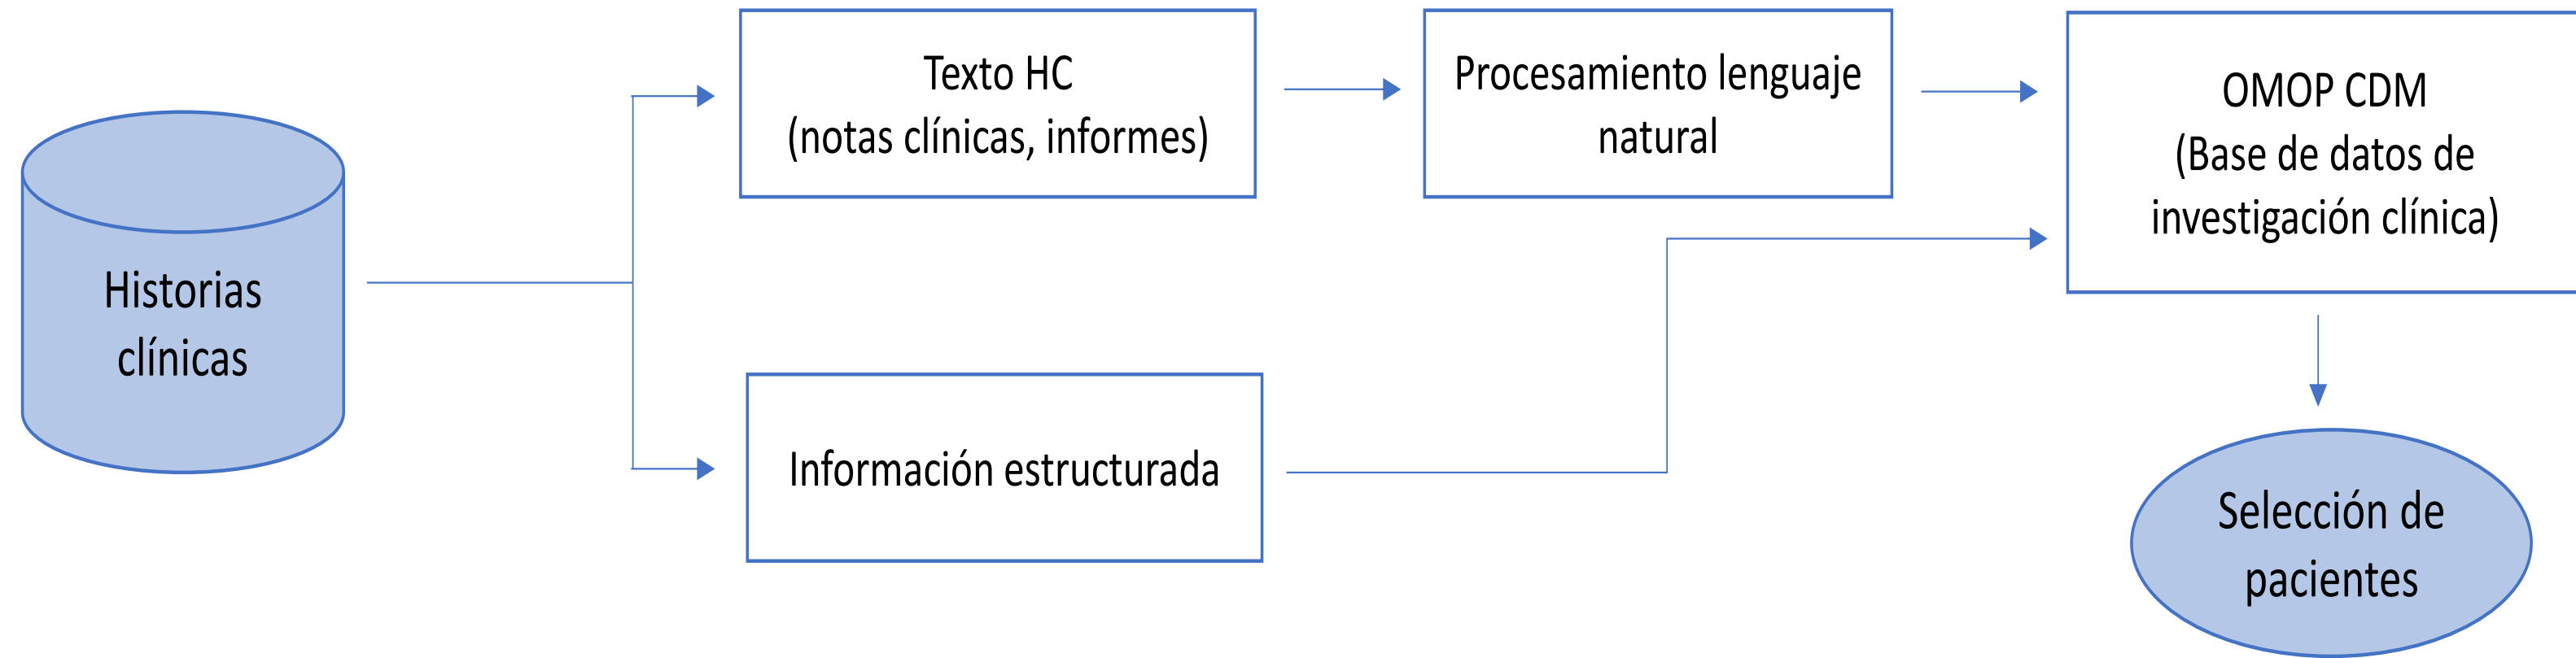 Historias
clínicas
Texto HC
(notas clínicas, informes)
Procesamiento lenguaje
natural
OMOP CDM
(Base de datos de
investigación clínica)
Información estructurada
Selección de
pacientes